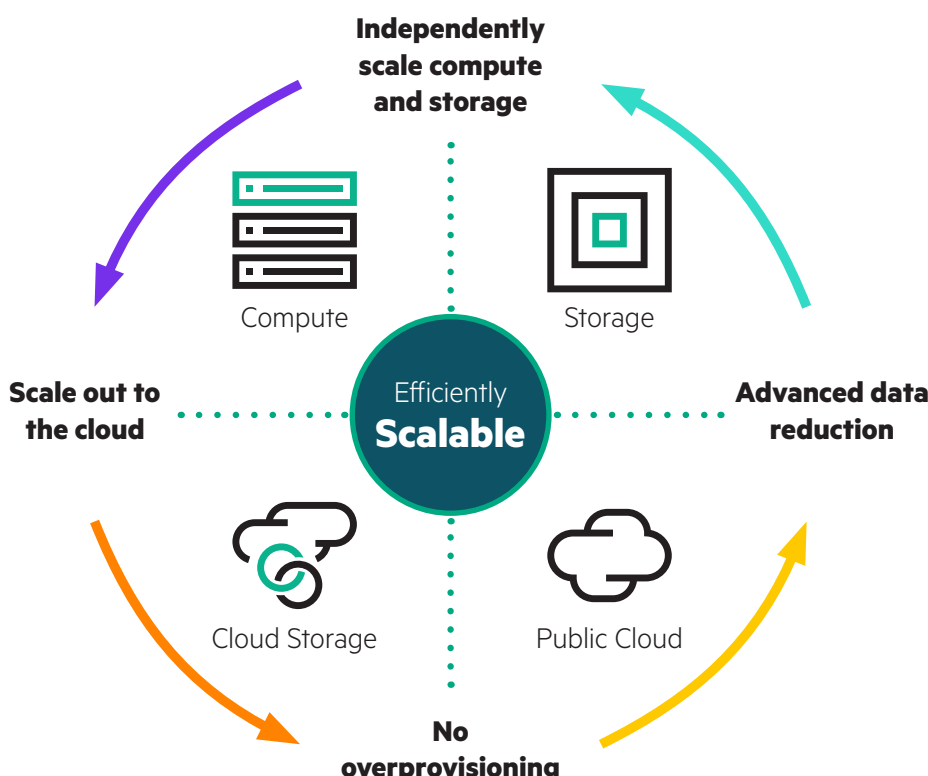 Independently
scale compute
and storage
Compute
Storage
Scale out to
the cloud
Efficiently
Scalable
Advanced data
reduction
Cloud Storage
Public Cloud
No
overprovisioning